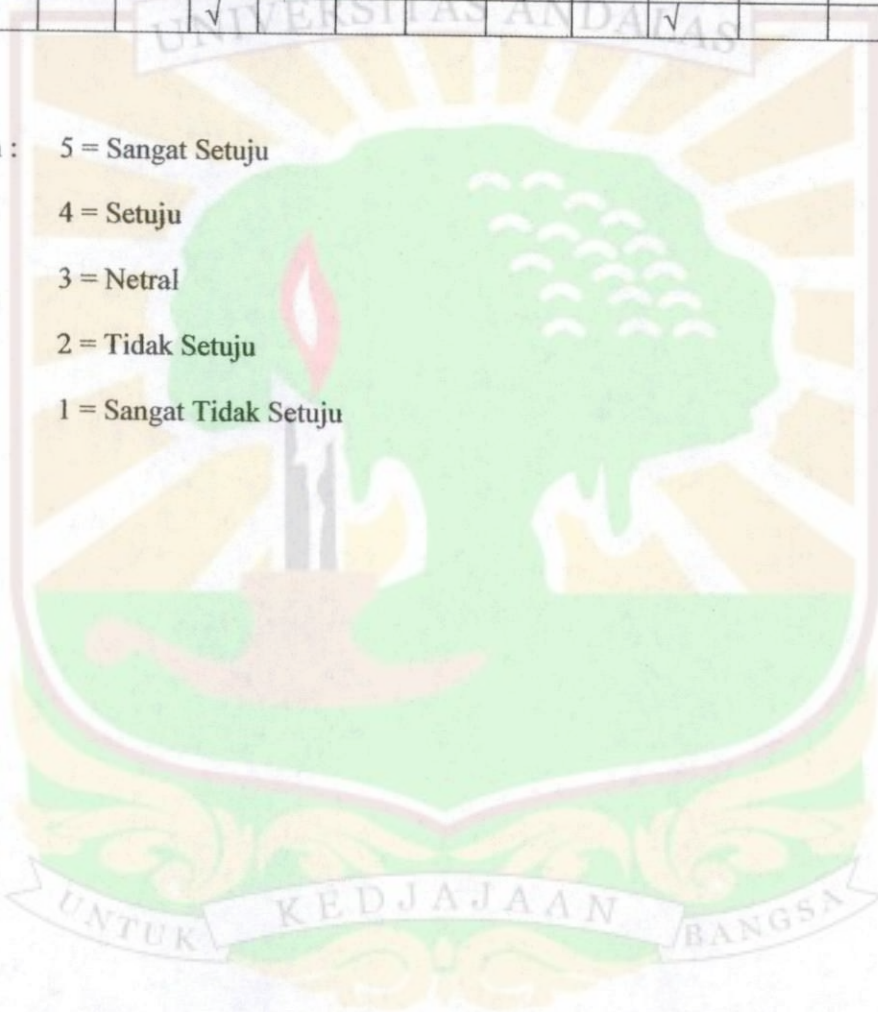 √ √
UNIVERSITAS ANDALAS
: 5 = Sangat Setuju
4 = Setuju
3 = Netral
2 = Tidak Setuju
1 = Sangat Tidak Setuju
UNTUK KEDJAJAAN BANGSA